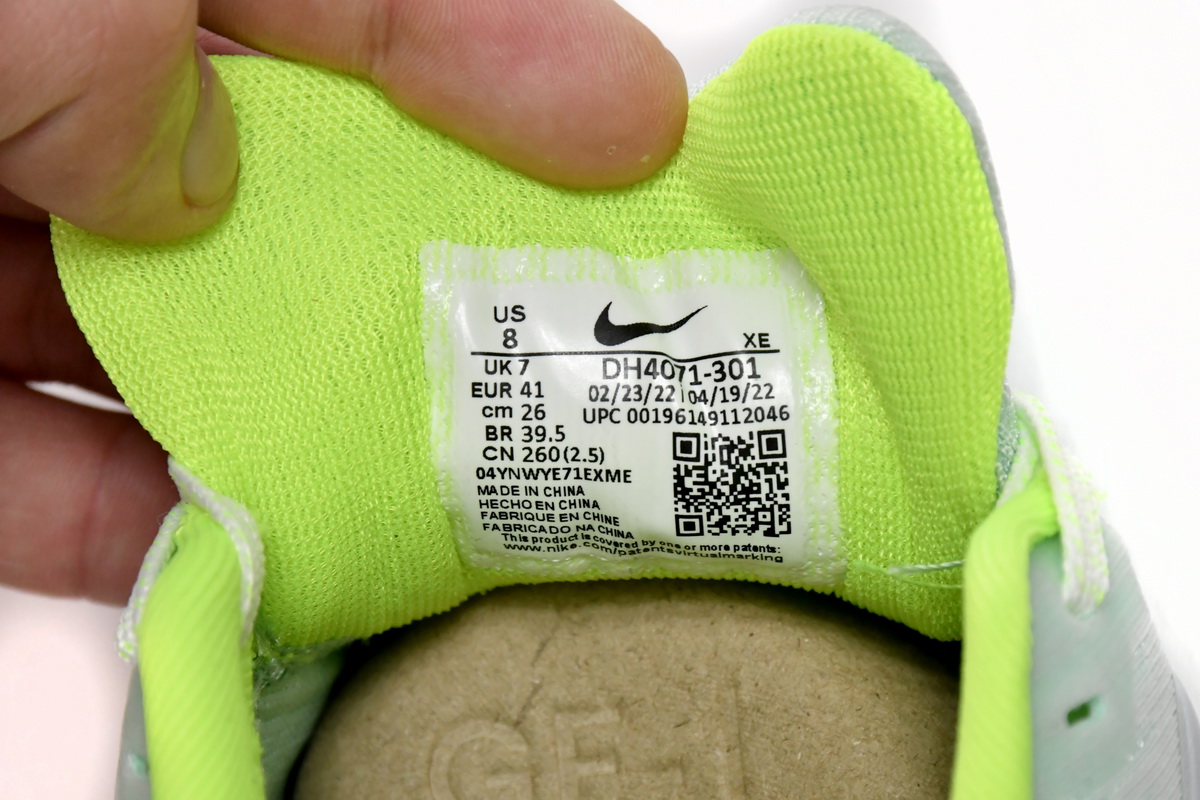 US
8
XE
UK 7
DH4071-301
EUR 41
02/23/22 04/19/22
cm 26
UPC 00196149112046
BR 39.5
CN 260(2.5)
04YNWYE71EXME
MADE IN CHINA
HECHO EN CHINA
FABRIQUE EN CHINE
FABRICADO NA CHINA
This product is covered by one or more patents:
www.nike.com/patentsvirtualmarking